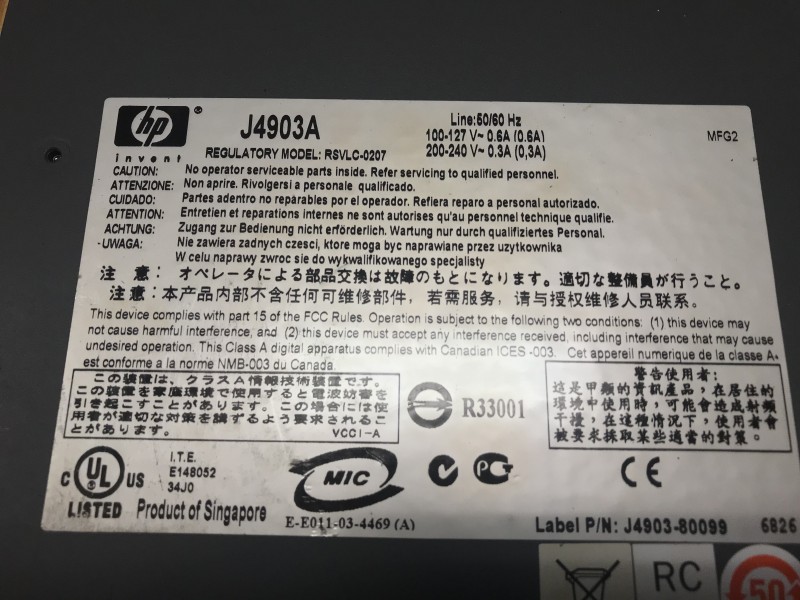 hp
invent
J4903A
REGULATORY MODEL: RSVLC-0207
Line:50/60 Hz
100-127 V~ 0.6A (0.6A)
200-240 V~ 0.3A (0,3A)
MFG2
CAUTION: No operator serviceable parts inside. Refer servicing to qualified personnel.
ATTENZIONE: Non aprire. Rivolgersi a personale qualificado.
CUIDADO: Partes adentro no reparables por el operador. Refiera reparo a personal autorizado.
ATTENTION: Entretien et reparations internes ne sont autorises qu'au personnel technique qualifie.
ACHTUNG: Zugang zur Bedienung nicht erforderlich. Wartung nur durch qualifiziertes Personal.
-UWAGA: Nie zawiera zadnych czesci, ktore moga byc naprawiane przez uzytkownika
W celu naprawy zwroc sie do wykwalifikowanego specjalisty
注 意： オペレータによる部品交換は故障のもとになります。適切な整備員が行うこと。
注意：本产品内部不含任何可维修部件， 若需服务， 请与授权维修人员联系。
This device complies with part 15 of the FCC Rules. Operation is subject to the following two conditions: (1) this device may
not cause harmful interference, and (2) this device must accept any interference received, including interference that may cause
undesired operation. This Class A digital apparatus complies with Canadian ICES -003. Cet appareil numerique de la classe A
est conforme a la norme NMB-003 du Canada.
この装置は、クラスA情報技術装置です。
この装置を家庭環境で使用すると電波妨害を
引き起こすことがあります。この場合には使
用者が適切な対策を講ずるよう要求されるこ
とがあります。 VCCI-A
R33001
警告使用者：
這是甲類的資訊產品，在居住的
環境中使用時，可能會造成射頻
干擾，在這種情況下，使用者會
被要求採取某些適當的對策。
C UL US
LISTED
I.T.E.
E148052
34J0
Product of Singapore
MIC
E-E011-03-4469 (A)
CE
Label P/N: J4903-80099
6826
RC
50